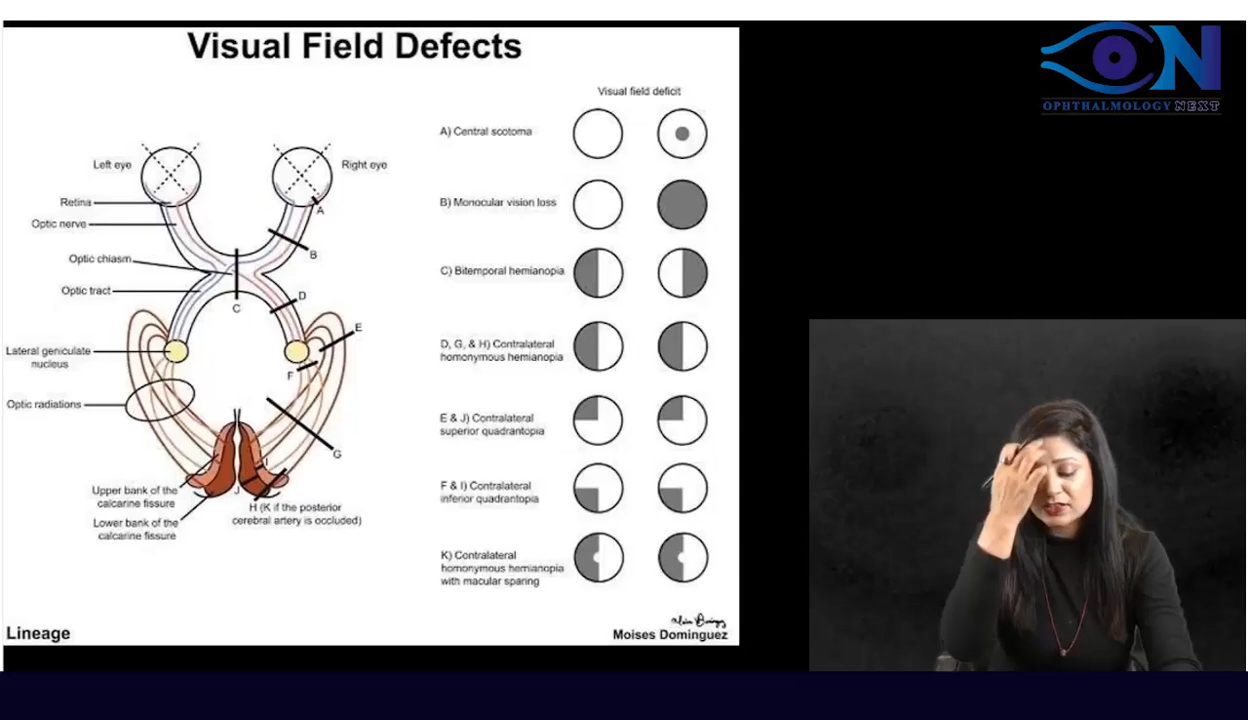 Visual Field Defects
ON
OPHTHALMOLOGY NEXT
Visual field deficit
Left eye
Right eye
Retina
Optic nerve
Optic chiasm
Optic tract
Lateral geniculate
nucleus
Optic radiations
Upper bank of the
calcarine fissure
Lower bank of the
calcarine fissure
A
B
C
D
E
F
G
I
J
H (K if the posterior
cerebral artery is occluded)
A) Central scotoma
B) Monocular vision loss
C) Bitemporal hemianopia
D, G, & H) Contralateral
homonymous hemianopia
E & J) Contralateral
superior quadrantopia
F & I) Contralateral
inferior quadrantopia
K) Contralateral
homonymous hemianopia
with macular sparing
Lineage
Moises Dominguez